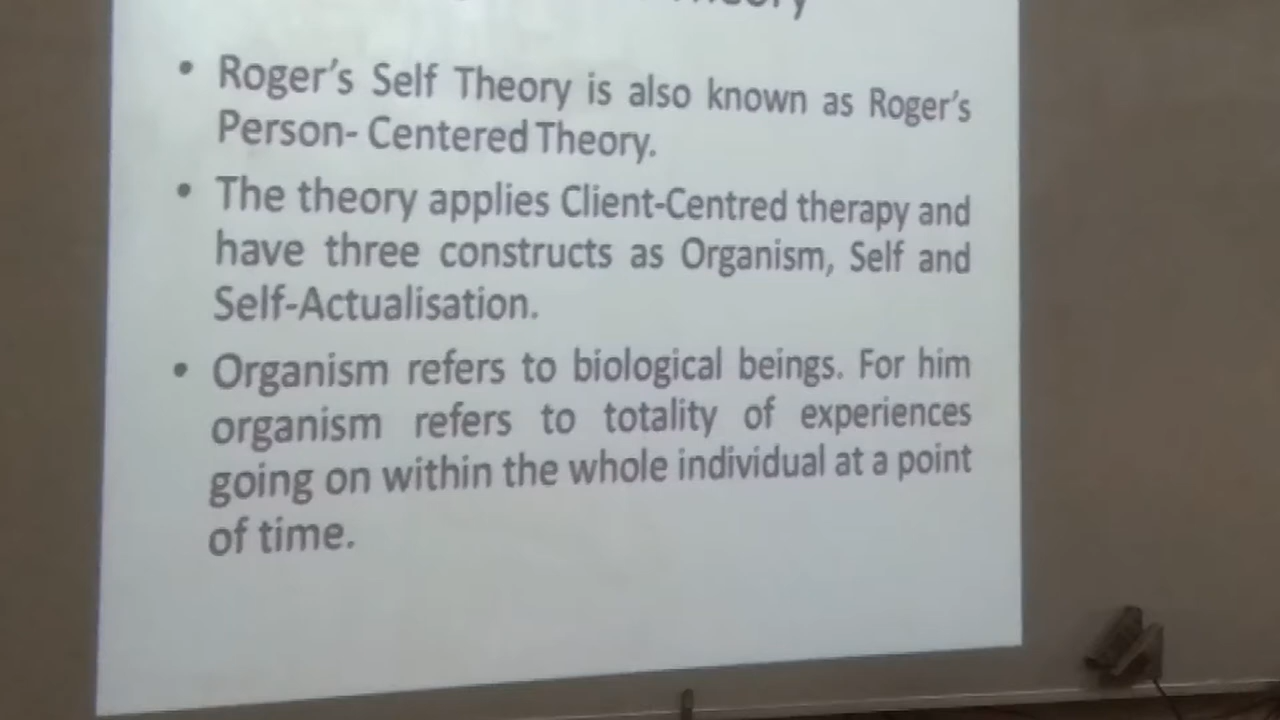 • Roger's Self Theory is also known as Roger's
Person- Centered Theory.
• The theory applies Client-Centred therapy and
have three constructs as Organism, Self and
Self-Actualisation.
• Organism refers to biological beings. For him
organism refers to totality of experiences
going on within the whole individual at a point
of time.